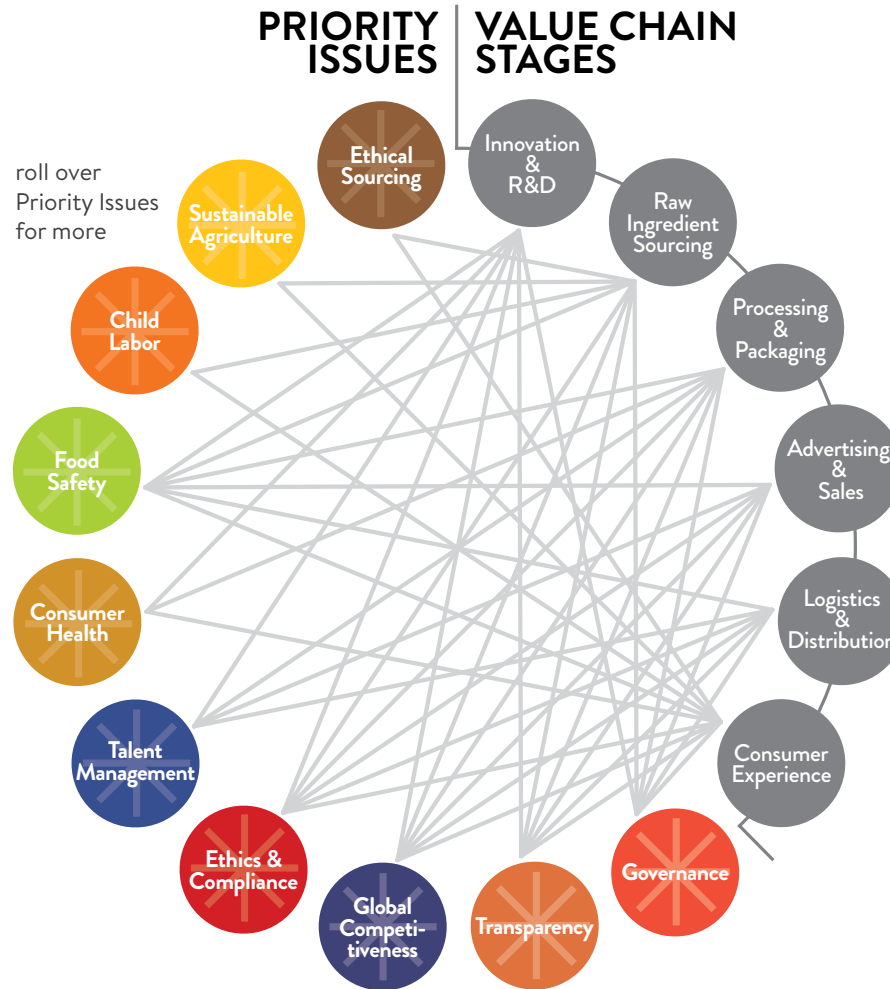 PRIORITY
ISSUES
VALUE CHAIN
STAGES
roll over
Priority Issues
for more
Ethical
Sourcing
Sustainable
Agriculture
Child
Labor
Food
Safety
Consumer
Health
Talent
Management
Ethics &
Compliance
Global
Competi-
tiveness
Transparency
Governance
Innovation
&
R&D
Raw
Ingredient
Sourcing
Processing
&
Packaging
Advertising
&
Sales
Logistics
&
Distribution
Consumer
Experience